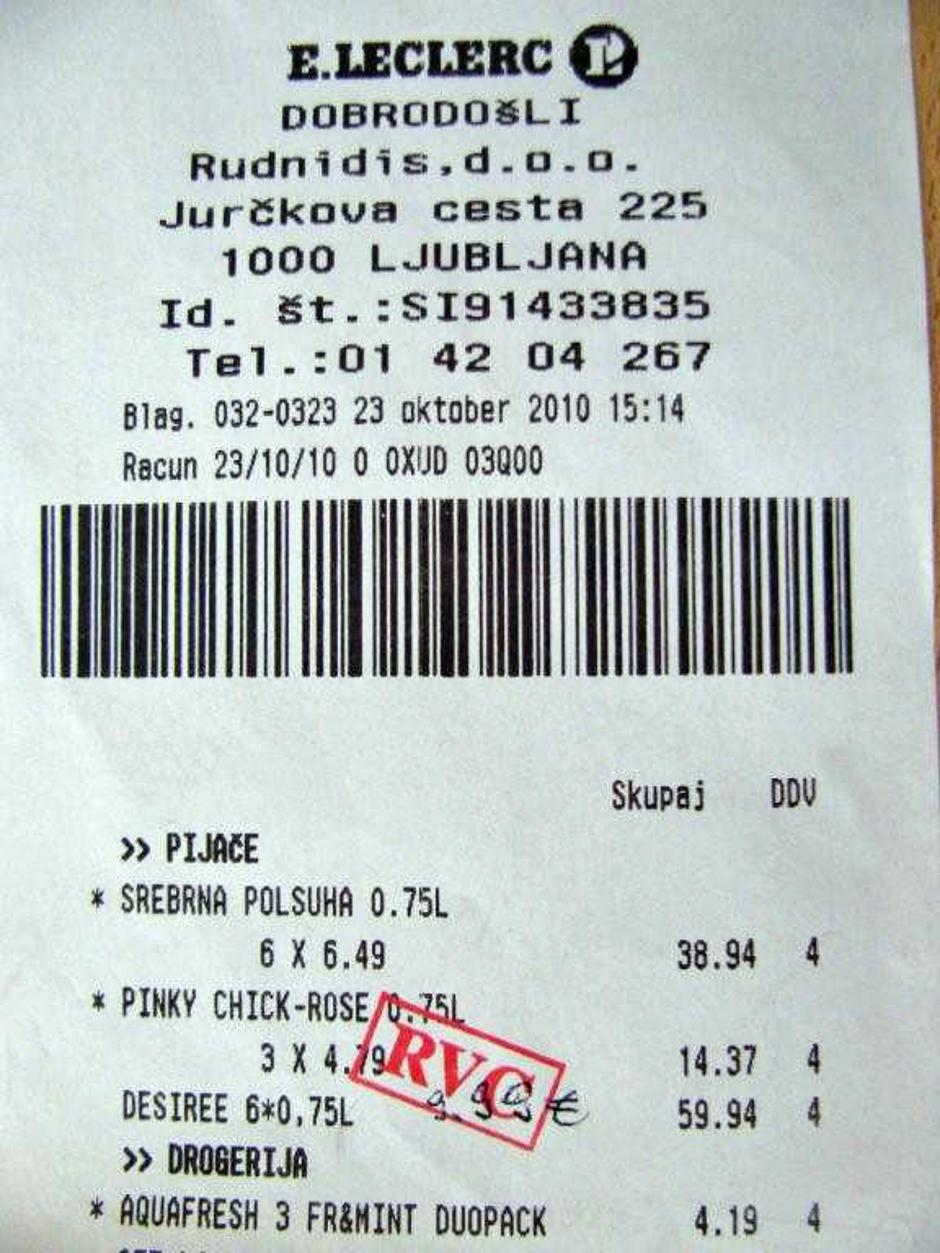 E.LECLERC L
DOBRODOŠLI
Rudnidis,d.o.o.
Jurčkova cesta 225
1000 LJUBLJANA
Id. št.:SI91433835
Tel.:01 42 04 267
Blag. 032-0323 23 oktober 2010 15:14
Racun 23/10/10 0 0XUD 03Q00
Skupaj DDV
>> PIJAČE
* SREBRNA POLSUHA 0.75L
6 X 6.49 38.94 4
* PINKY CHICK-ROSE 0.75L
3 X 4.79 14.37 4
RVC
DESIREE 6*0,75L 9.99 € 59.94 4
>> DROGERIJA
* AQUAFRESH 3 FR&MINT DUOPACK 4.19 4